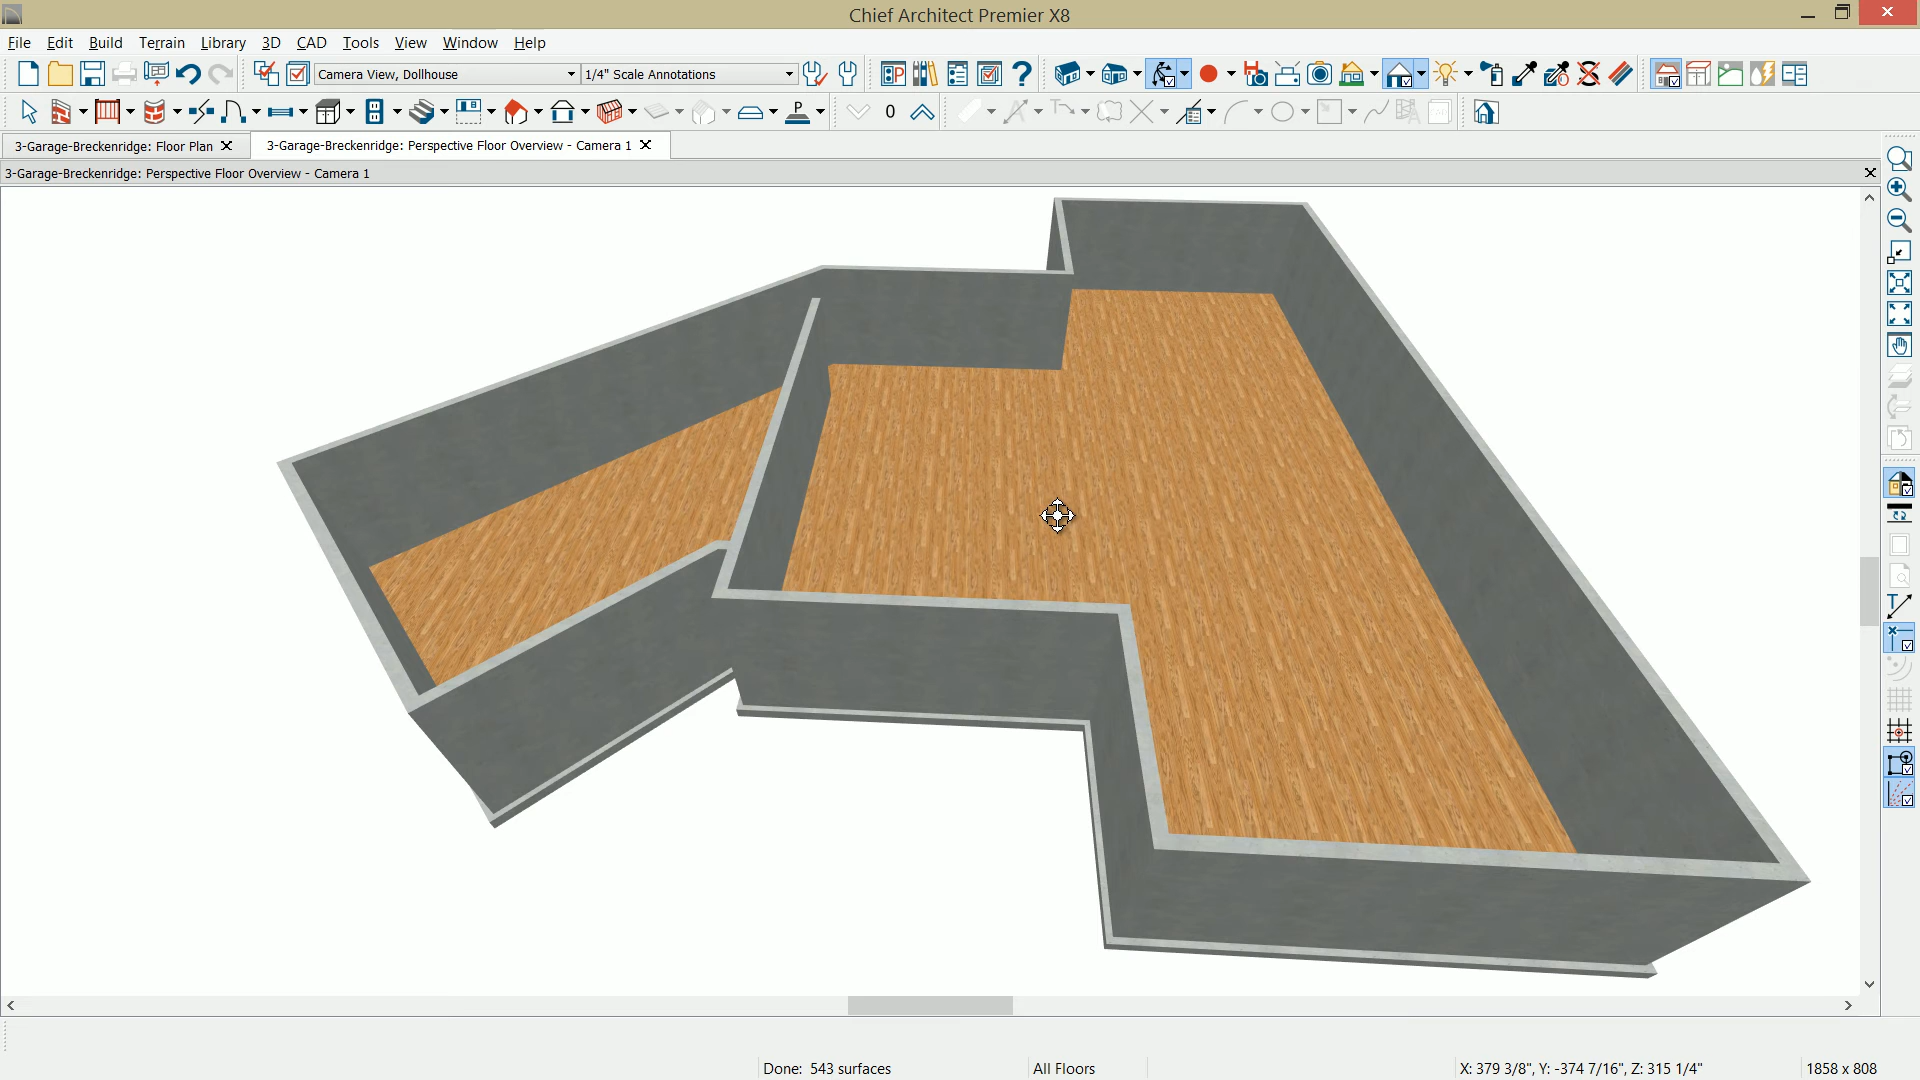 Chief Architect Premier X8
File Edit Build Terrain Library 3D CAD Tools View Window Help
Camera View, Dollhouse 1/4" Scale Annotations
P 0
3-Garage-Breckenridge: Floor Plan 3-Garage-Breckenridge: Perspective Floor Overview - Camera 1
3-Garage-Breckenridge: Perspective Floor Overview - Camera 1
T
Done: 543 surfaces All Floors X: 379 3/8", Y: -374 7/16", Z: 315 1/4" 1858 x 808